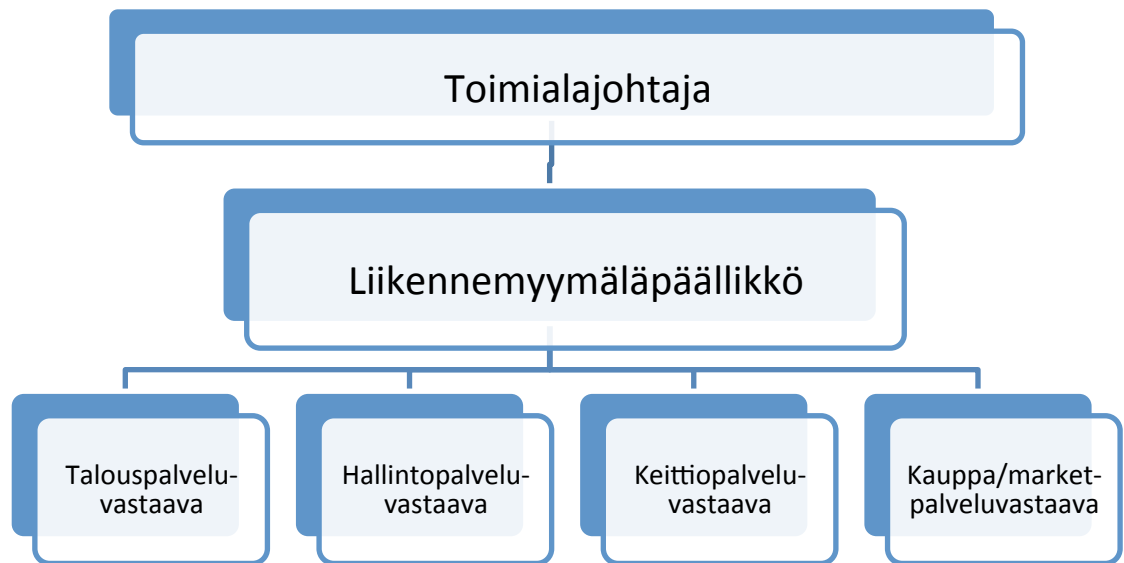 Toimialajohtaja
Liikennemyymäläpäällikkö
Talouspalvelu-
vastaava
Hallintopalvelu-
vastaava
Keittiopalvelu-
vastaava
Kauppa/market-
palveluvastaava